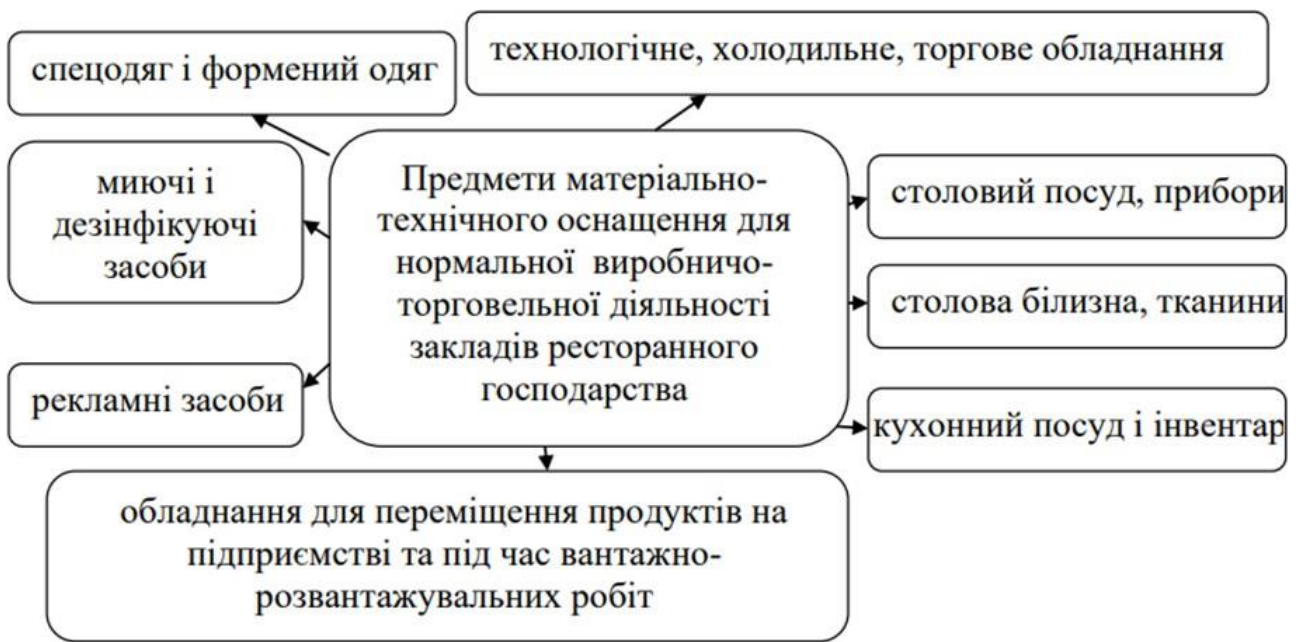 спецодяг і формений одяг
технологічне, холодильне, торгове обладнання
миючі і
дезінфікуючі
засоби
Предмети матеріально-
технічного оснащення для
нормальної виробничо-
торговельної діяльності
закладів ресторанного
господарства
столовий посуд, прибори
столова білизна, тканини
рекламні засоби
кухонний посуд і інвентар
обладнання для переміщення продуктів на
підприємстві та під час вантажно-
розвантажувальних робіт